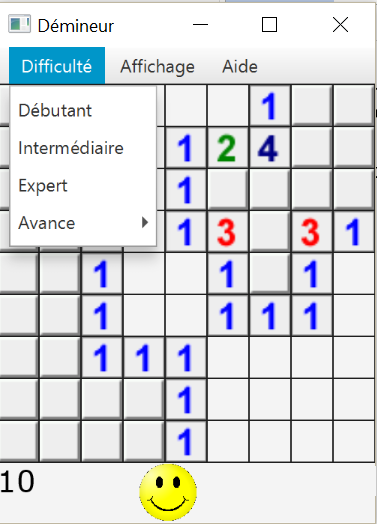 Démineur
Difficulté Affichage Aide
Débutant
Intermédiaire
Expert
Avance
1
1 2 4
1
1 3 3 1
1 1 1
1 1 1 1
1 1 1
1
1
10